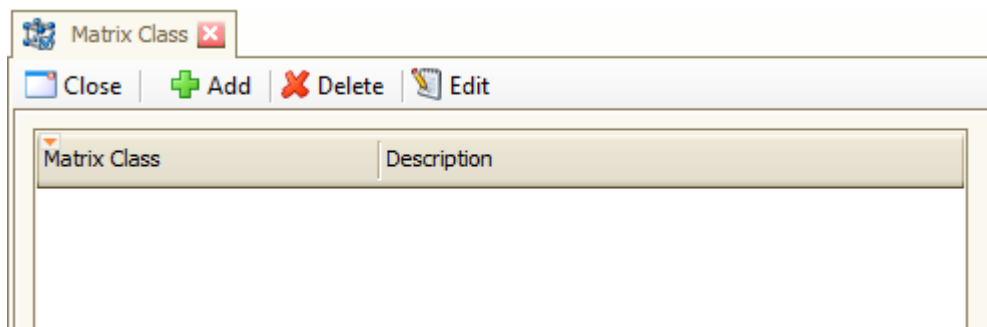 Matrix Class
Close Add Delete Edit
Matrix Class Description